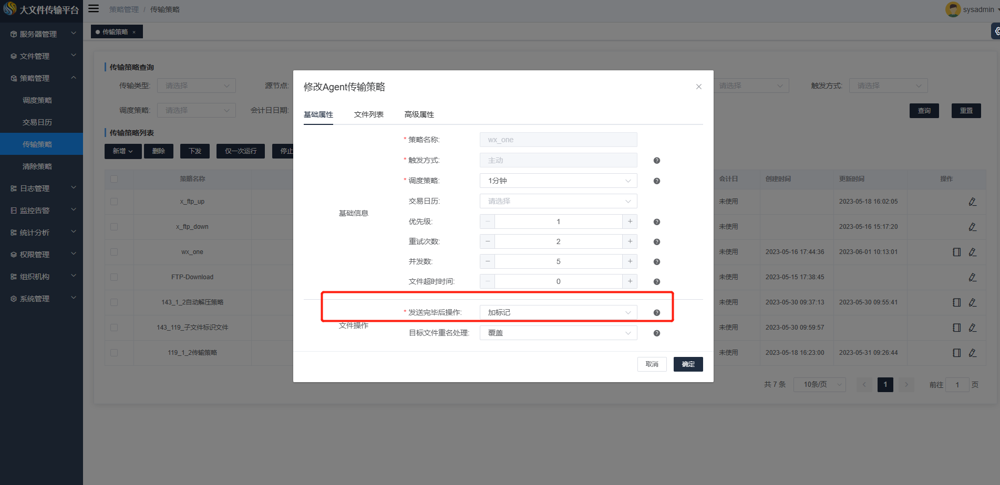 大文件传输平台
策略管理 / 传输策略
sysadmin
传输策略 ×
服务器管理
文件管理
策略管理
调度策略
交易日历
传输策略
清除策略
日志管理
监控告警
统计分析
权限管理
组织机构
系统管理
传输策略查询
传输类型: 请选择 源节点: 请选择 触发方式: 请选择
调度策略: 请选择 会计日日期:
查询 重置
传输策略列表
新增 删除 下发 仅一次运行 停止
策略名称 会计日 创建时间 更新时间 操作
x_ftp_up 未使用 2023-05-18 16:02:05
x_ftp_down 未使用 2023-05-16 15:17:20
wx_one 未使用 2023-05-16 17:44:36 2023-06-01 10:13:01
FTP-Download 未使用 2023-05-15 17:38:45
143_1_2自动解压策略 未使用 2023-05-30 09:37:13 2023-05-30 09:55:41
143_119_子文件标识文件 未使用 2023-05-30 09:59:57
119_1_2传输策略 未使用 2023-05-18 16:23:00 2023-05-31 09:26:44
共 7 条 10条/页 1 前往 1 页
修改Agent传输策略
基础属性 文件列表 高级属性
基础信息
* 策略名称: wx_one
* 触发方式: 主动
* 调度策略: 1分钟
交易日历: 请选择
优先级: − 1 +
重试次数: − 2 +
并发数: − 5 +
文件超时时间: − 0 +
文件操作
* 发送完毕后操作: 加标记
目标文件重名处理: 覆盖
取消 确定